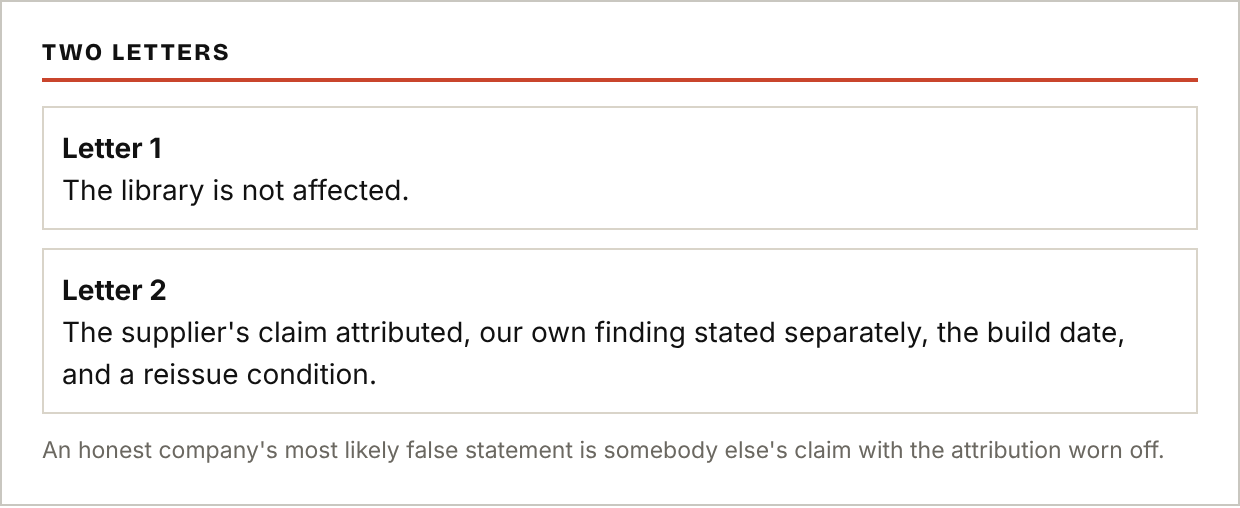 TWO LETTERS
Letter 1
The library is not affected.
Letter 2
The supplier's claim attributed, our own finding stated separately, the build date,
and a reissue condition.
An honest company's most likely false statement is somebody else's claim with the attribution worn off.